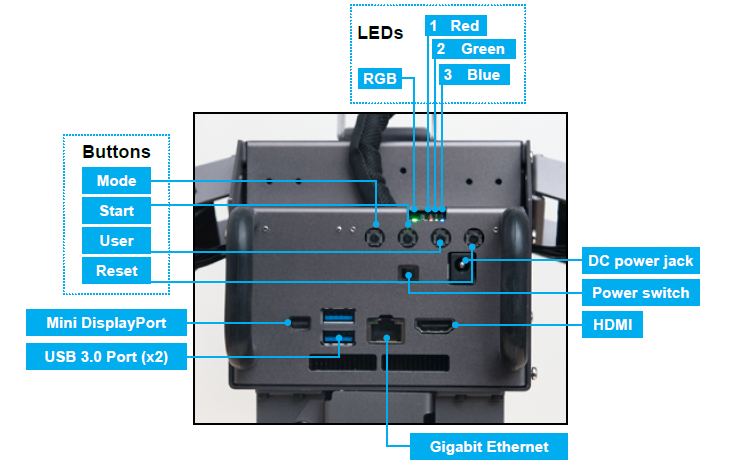 LEDs
1 Red
2 Green
3 Blue
RGB
Buttons
Mode
Start
User
Reset
DC power jack
Power switch
HDMI
Mini DisplayPort
USB 3.0 Port (x2)
Gigabit Ethernet